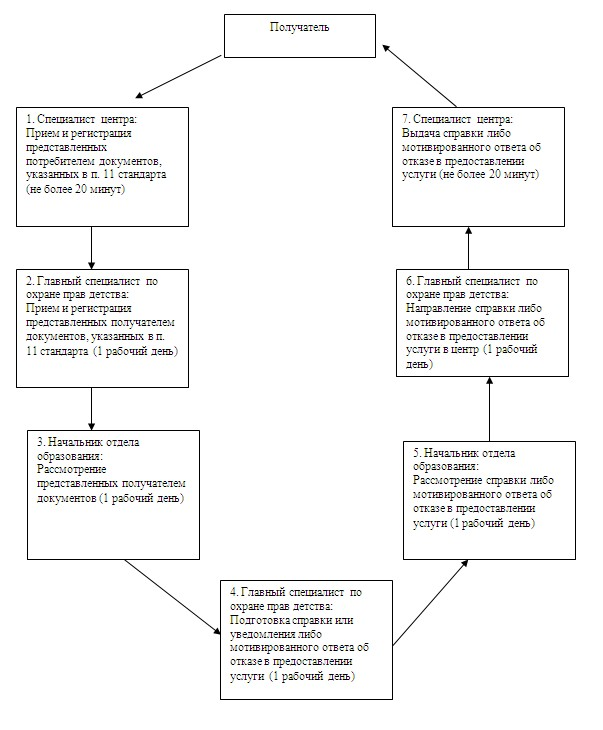 Получатель
1. Специалист центра:
Прием и регистрация
представленных
потребителем документов,
указанных в п. 11 стандарта
(не более 20 минут)
2. Главный специалист по
охране прав детства:
Прием и регистрация
представленных получателем
документов, указанных в п.
11 стандарта (1 рабочий день)
3. Начальник отдела
образования:
Рассмотрение
представленных получателем
документов (1 рабочий день)
4. Главный специалист по
охране прав детства:
Подготовка справки или
уведомления либо
мотивированного ответа об
отказе в предоставлении
услуги (1 рабочий день)
5. Начальник отдела
образования:
Рассмотрение справки либо
мотивированного ответа об
отказе в предоставлении
услуги (1 рабочий день)
6. Главный специалист по
охране прав детства:
Направление справки либо
мотивированного ответа об
отказе в предоставлении
услуги в центр (1 рабочий
день)
7. Специалист центра:
Выдача справки либо
мотивированного ответа об
отказе в предоставлении
услуги (не более 20 минут)